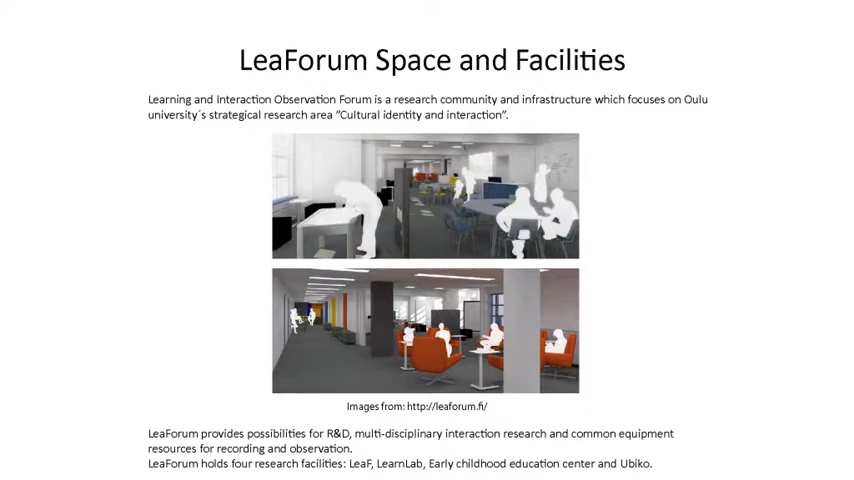 LeaForum Space and Facilities
Learning and Interaction Observation Forum is a research community and infrastructure which focuses on Oulu
university´s strategical research area ”Cultural identity and interaction”.
Images from: http://leaforum.fi/
LeaForum provides possibilities for R&D, multi-disciplinary interaction research and common equipment
resources for recording and observation.
LeaForum holds four research facilities: LeaF, LearnLab, Early childhood education center and Ubiko.